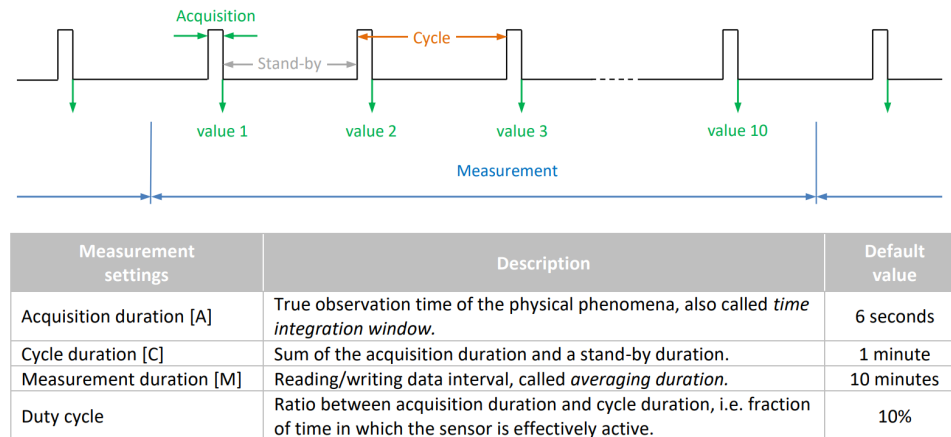 Acquisition
Cycle
Stand-by
value 1
value 2
value 3
value 10
Measurement
Measurement
settings
Description
Default
value
Acquisition duration [A]
True observation time of the physical phenomena, also called time
integration window.
6 seconds
Cycle duration [C]
Sum of the acquisition duration and a stand-by duration.
1 minute
Measurement duration [M]
Reading/writing data interval, called averaging duration.
10 minutes
Duty cycle
Ratio between acquisition duration and cycle duration, i.e. fraction
of time in which the sensor is effectively active.
10%